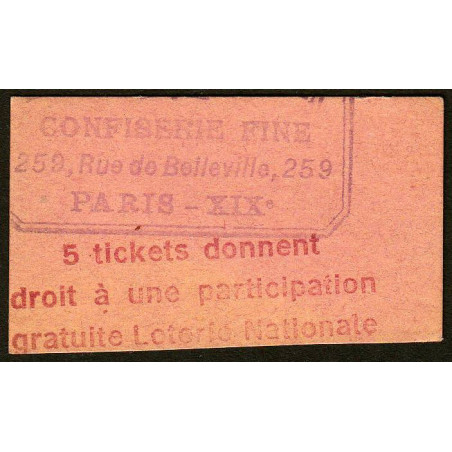 CONFISERIE FINE
259, Rue de Belleville, 259
PARIS - XIXe
5 tickets donnent
droit à une participation
gratuite Loterie Nationale